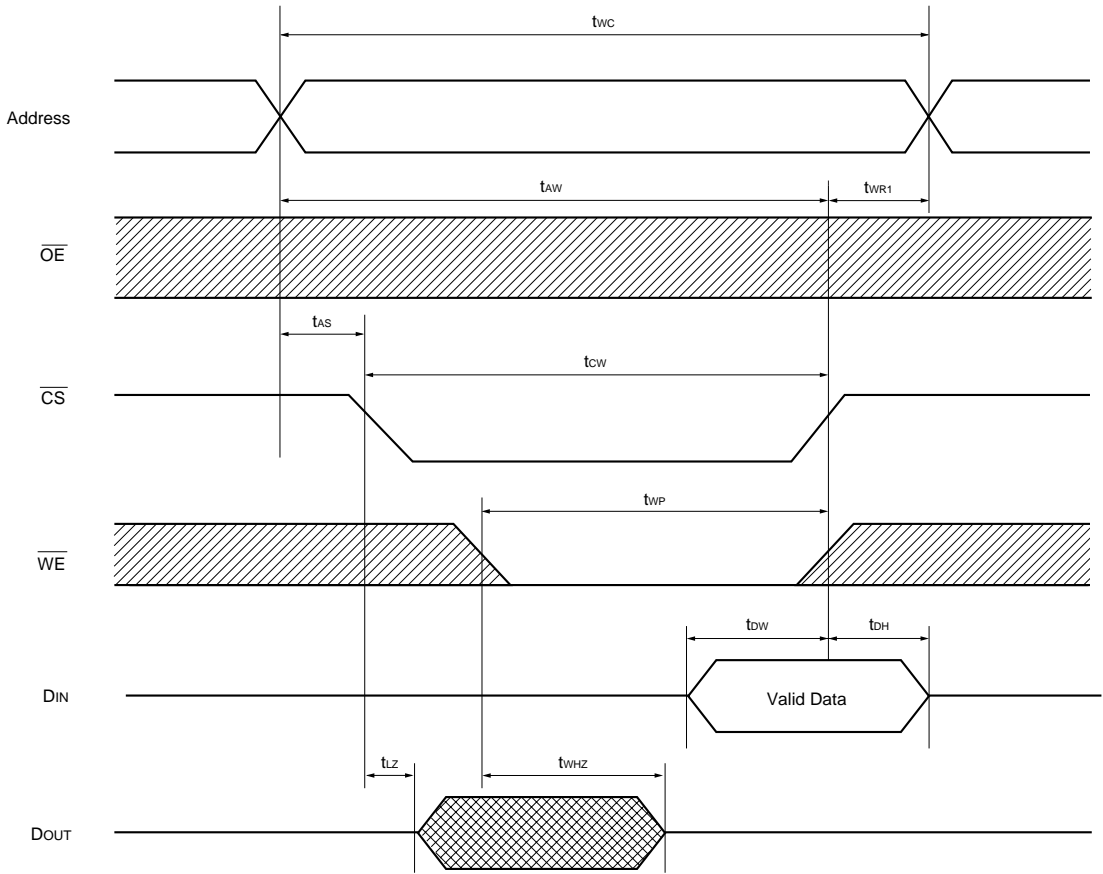 tWC
Address
tAW
tWR1
OE
tAS
tCW
CS
tWP
WE
tDW
tDH
DIN
Valid Data
tLZ
tWHZ
DOUT